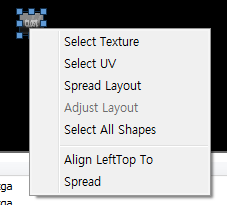 Select Texture
Select UV
Spread Layout
Adjust Layout
Select All Shapes
Align LeftTop To
Spread